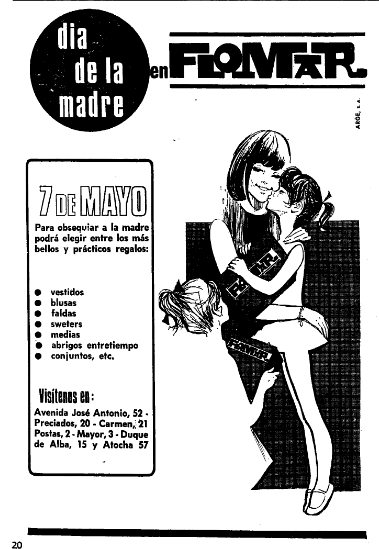 dia
de la
madre
en FLOMAR
ARGE, s. a.
7 DE MAYO
Para obsequiar a la madre
podrá elegir entre los más
bellos y prácticos regalos:
● vestidos
● blusas
● faldas
● sweters
● medias
● abrigos entretiempo
● conjuntos, etc.
Visítenos en:
Avenida José Antonio, 52 -
Preciados, 20 - Carmen, 21
Postas, 2 - Mayor, 3 - Duque
de Alba, 15 y Atocha 57
20